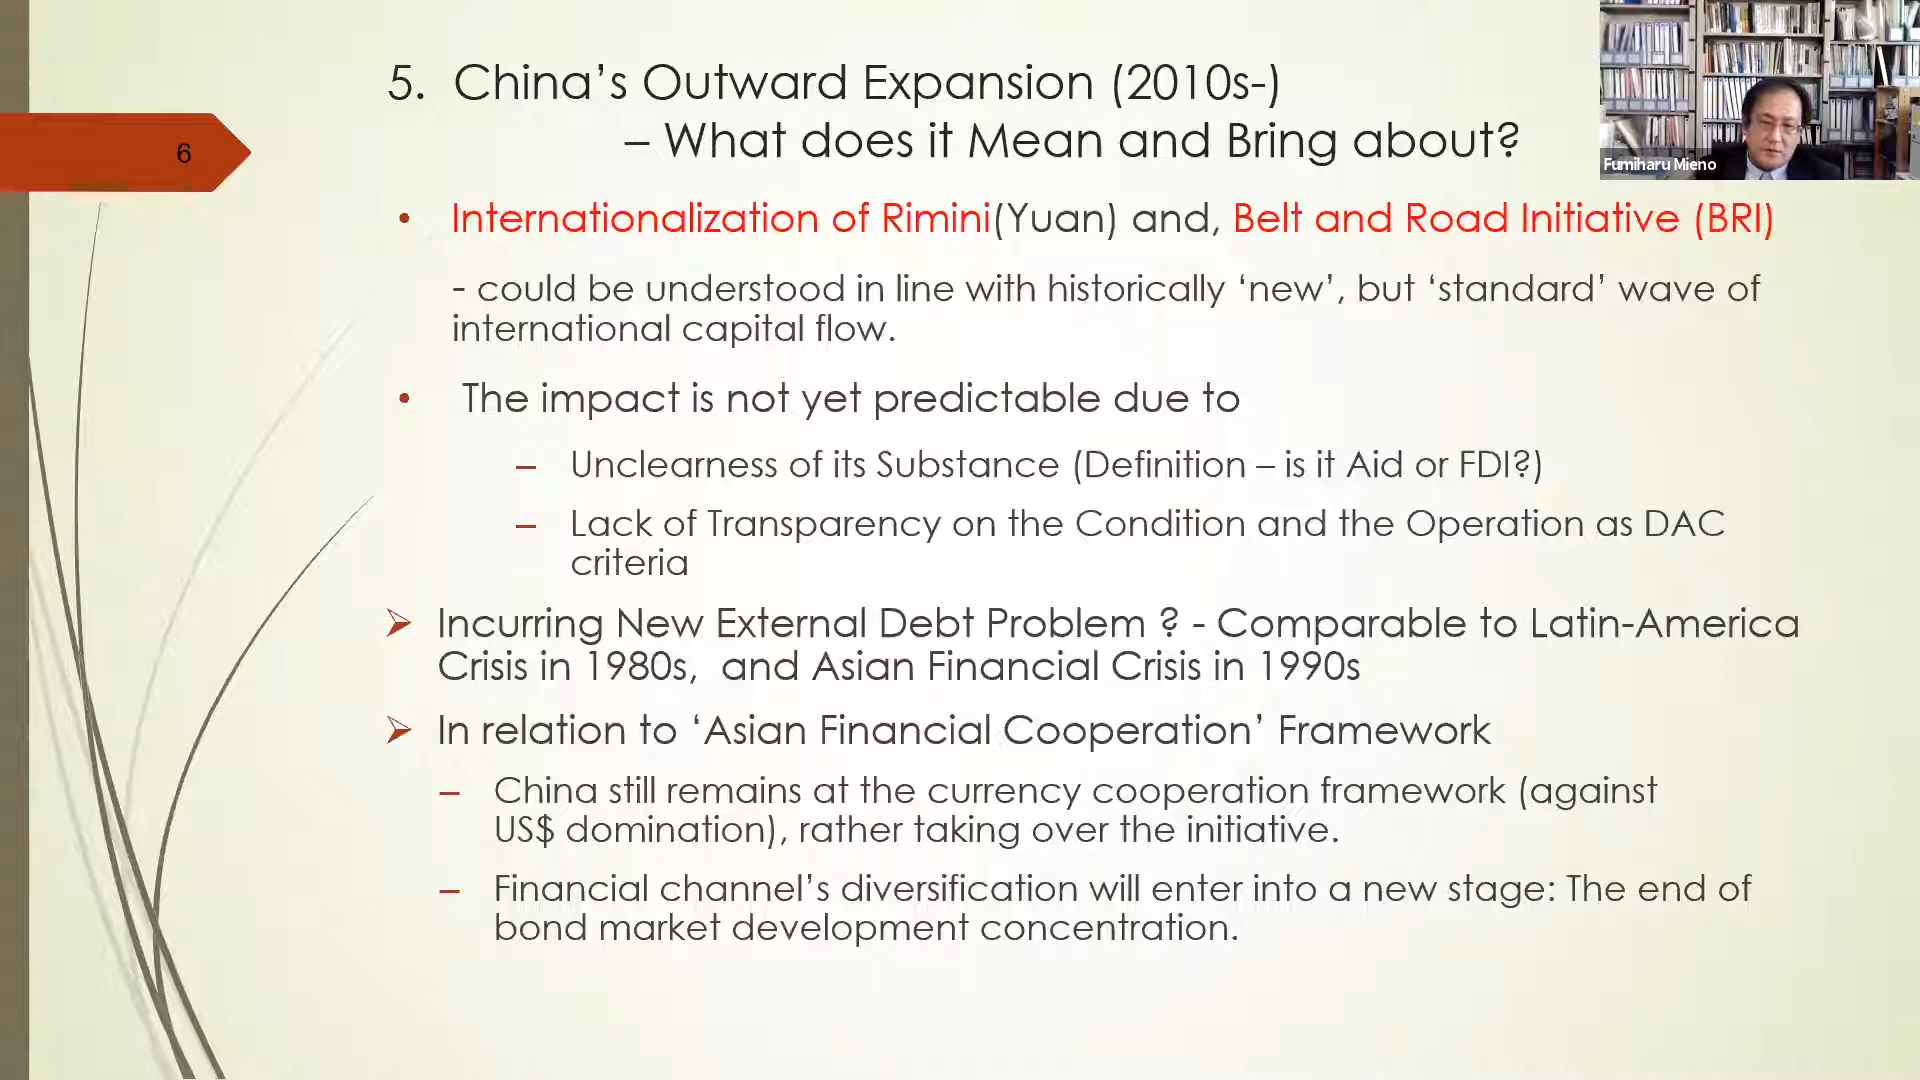 5. China’s Outward Expansion (2010s-)
– What does it Mean and Bring about?
6
Fumiharu Mieno
• Internationalization of Rimini(Yuan) and, Belt and Road Initiative (BRI)
- could be understood in line with historically ‘new’, but ‘standard’ wave of
international capital flow.
• The impact is not yet predictable due to
– Unclearness of its Substance (Definition – is it Aid or FDI?)
– Lack of Transparency on the Condition and the Operation as DAC
criteria
➢ Incurring New External Debt Problem ? - Comparable to Latin-America
Crisis in 1980s, and Asian Financial Crisis in 1990s
➢ In relation to ‘Asian Financial Cooperation’ Framework
– China still remains at the currency cooperation framework (against
US$ domination), rather taking over the initiative.
– Financial channel’s diversification will enter into a new stage: The end of
bond market development concentration.